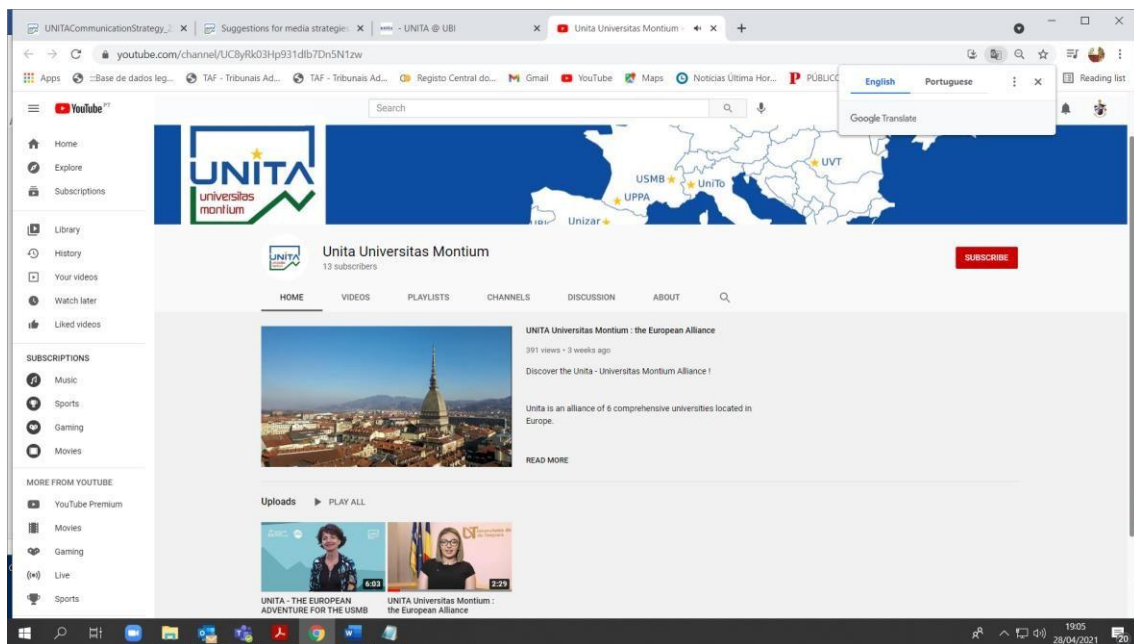 UNITACommunicationStrategy_2
Suggestions for media strategies
- UNITA @ UBI
Unita Universitas Montium
youtube.com/channel/UC8yRk03Hp931dIb7Dn5N1zw
Apps
:::Base de dados leg...
TAF - Tribunais Ad...
TAF - Tribunais Ad...
Registo Central do...
Gmail
YouTube
Maps
Notícias Última Hor...
PÚBLICO
Reading list
English
Portuguese
Google Translate
YouTube PT
Search
Home
Explore
Subscriptions
Library
History
Your videos
Watch later
Liked videos
SUBSCRIPTIONS
Music
Sports
Gaming
Movies
MORE FROM YOUTUBE
YouTube Premium
Movies
Gaming
Live
Sports
UNITA
universitas
montium
UVT
USMB
UniTo
UPPA
UBI
Unizar
UNITA
Unita Universitas Montium
13 subscribers
SUBSCRIBE
HOME
VIDEOS
PLAYLISTS
CHANNELS
DISCUSSION
ABOUT
UNITA Universitas Montium : the European Alliance
391 views • 3 weeks ago
Discover the Unita - Universitas Montium Alliance !
Unita is an alliance of 6 comprehensive universities located in
Europe.
READ MORE
Uploads
PLAY ALL
6:03
2:29
UNITA - THE EUROPEAN
ADVENTURE FOR THE USMB
UNITA Universitas Montium :
the European Alliance
19:05
28/04/2021
20